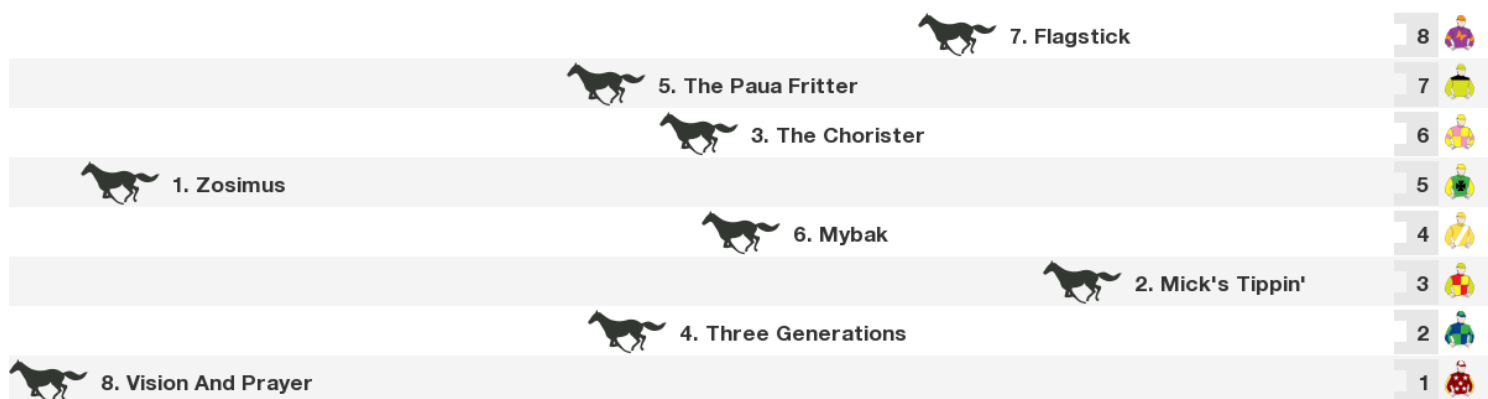 7. Flagstick 8
5. The Paua Fritter 7
3. The Chorister 6
1. Zosimus 5
6. Mybak 4
2. Mick's Tippin' 3
4. Three Generations 2
8. Vision And Prayer 1